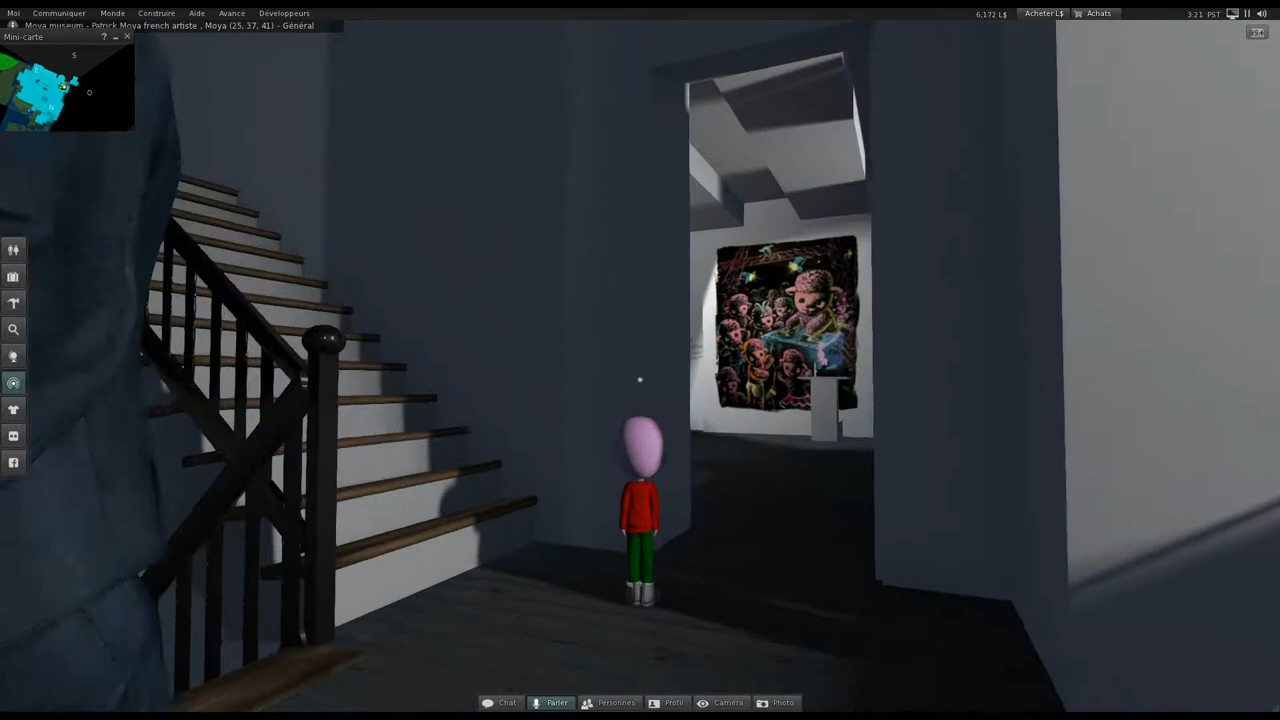 Moi Communiquer Monde Construire Aide Avancé Développeurs 6,172 L$ Acheter L$ Achats 3:21 PST
Moya museum - Patrick Moya french artiste , Moya (25, 37, 41) - Général
99+
Mini-carte ? _ ×
S
E
O
N
Chat Parler Personnes Profil Caméra Photo